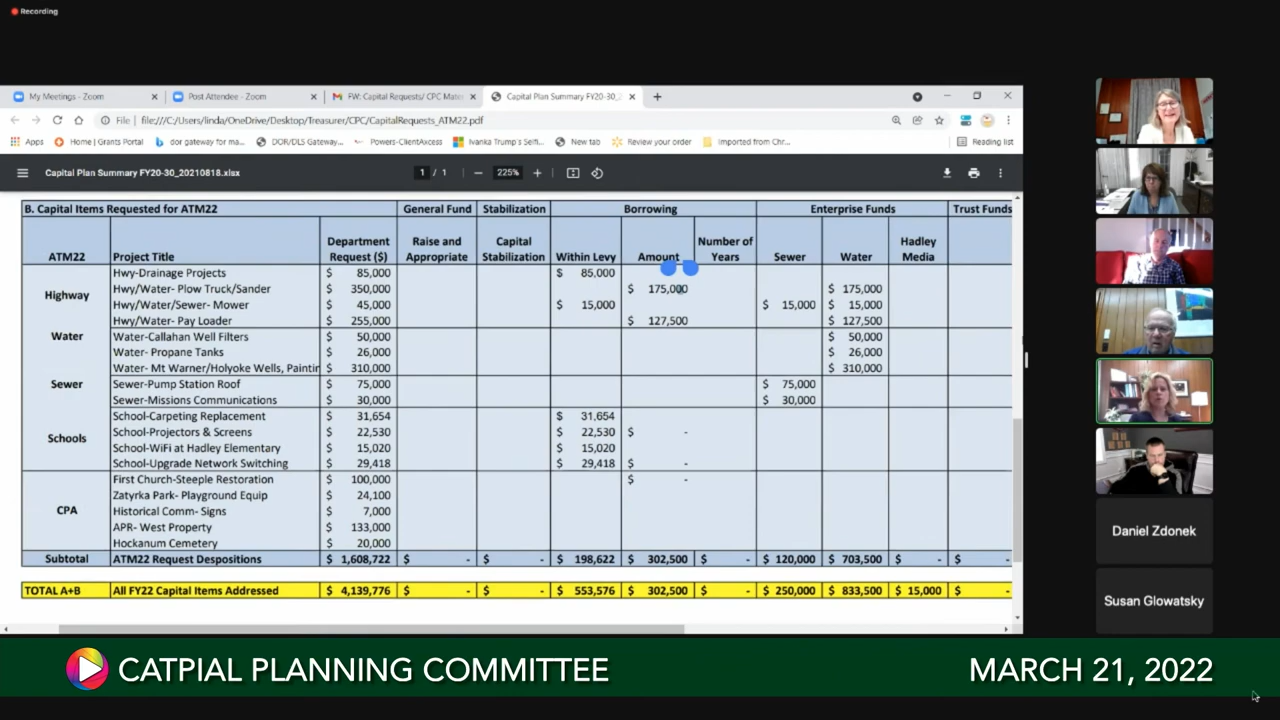 Recording
My Meetings - Zoom
Post Attendee - Zoom
FW: Capital Requests/ CPC Mate
Capital Plan Summary FY20-30_2
File | file:///C:/Users/linda/OneDrive/Desktop/Treasurer/CPC/CapitalRequests_ATM22.pdf
Apps Home | Grants Portal dor gateway for ma... DOR/DLS Gateway... Powers-ClientAxcess Ivanka Trump's Selfi... New tab Review your order Imported from Chr... Reading list
Capital Plan Summary FY20-30_20210818.xlsx 1 / 1 225%
B. Capital Items Requested for ATM22 General Fund Stabilization Borrowing Enterprise Funds Trust Funds
ATM22 Project Title Department Request ($) Raise and Appropriate Capital Stabilization Within Levy Amount Number of Years Sewer Water Hadley Media
Highway
Hwy-Drainage Projects $ 85,000 $ 85,000
Hwy/Water- Plow Truck/Sander $ 350,000 $ 175,000 $ 175,000
Hwy/Water/Sewer- Mower $ 45,000 $ 15,000 $ 15,000 $ 15,000
Hwy/Water- Pay Loader $ 255,000 $ 127,500 $ 127,500
Water
Water-Callahan Well Filters $ 50,000 $ 50,000
Water- Propane Tanks $ 26,000 $ 26,000
Water- Mt Warner/Holyoke Wells, Paintin $ 310,000 $ 310,000
Sewer
Sewer-Pump Station Roof $ 75,000 $ 75,000
Sewer-Missions Communications $ 30,000 $ 30,000
Schools
School-Carpeting Replacement $ 31,654 $ 31,654
School-Projectors & Screens $ 22,530 $ 22,530 $ -
School-WiFi at Hadley Elementary $ 15,020 $ 15,020
School-Upgrade Network Switching $ 29,418 $ 29,418 $ -
CPA
First Church-Steeple Restoration $ 100,000 $ -
Zatyrka Park- Playground Equip $ 24,100
Historical Comm- Signs $ 7,000
APR- West Property $ 133,000
Hockanum Cemetery $ 20,000
Subtotal ATM22 Request Despositions $ 1,608,722 $ - $ - $ 198,622 $ 302,500 $ - $ 120,000 $ 703,500 $ - $ -
TOTAL A+B All FY22 Capital Items Addressed $ 4,139,776 $ - $ - $ 553,576 $ 302,500 $ - $ 250,000 $ 833,500 $ 15,000 $ -
Daniel Zdonek
Susan Glowatsky
CATPIAL PLANNING COMMITTEE
MARCH 21, 2022